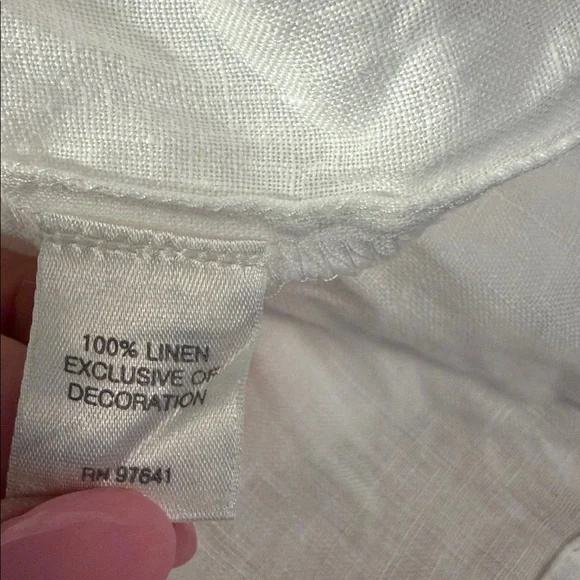 100% LINEN
EXCLUSIVE OF
DECORATION
RN 97641